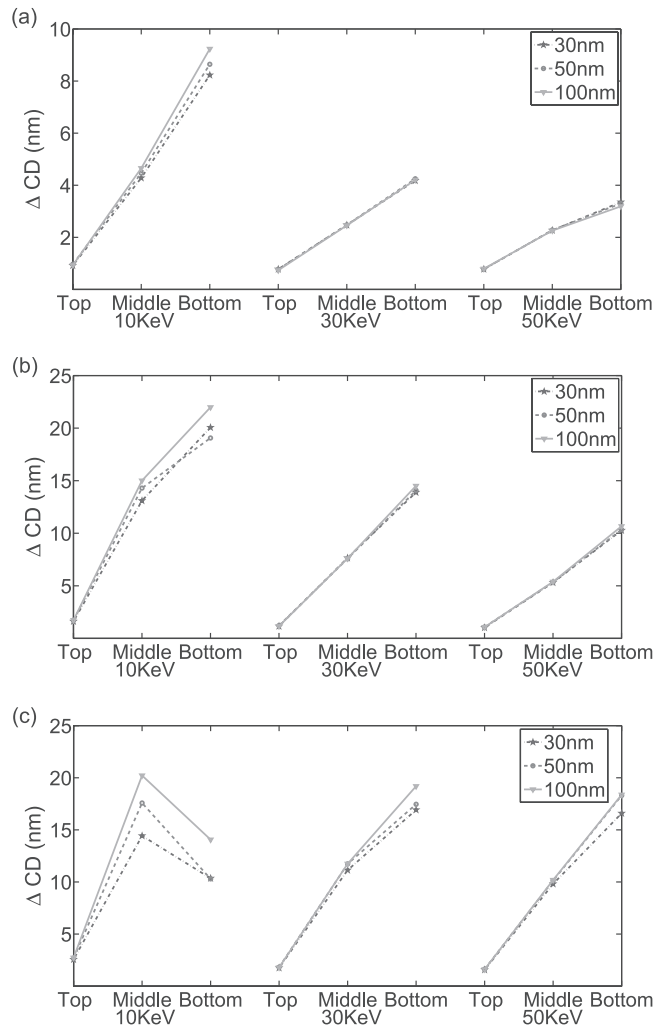 (a)
10
8
6
4
2
Δ CD (nm)
30nm
50nm
100nm
Top Middle Bottom Top Middle Bottom Top Middle Bottom
10KeV 30KeV 50KeV
(b)
25
20
15
10
5
Δ CD (nm)
30nm
50nm
100nm
Top Middle Bottom Top Middle Bottom Top Middle Bottom
10KeV 30KeV 50KeV
(c)
25
20
15
10
5
Δ CD (nm)
30nm
50nm
100nm
Top Middle Bottom Top Middle Bottom Top Middle Bottom
10KeV 30KeV 50KeV